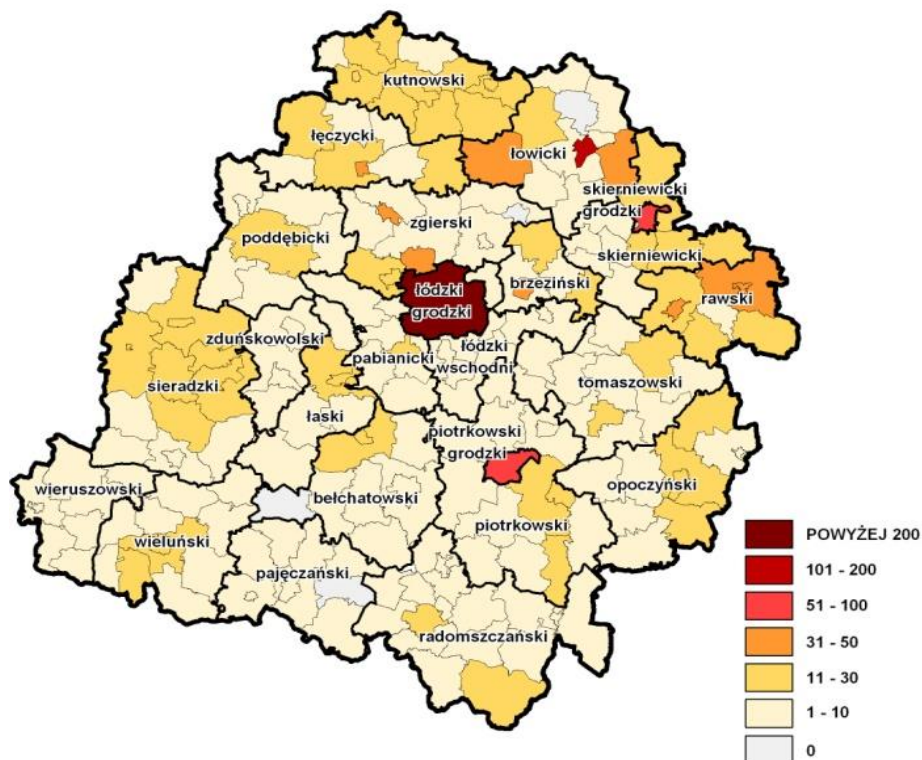 kutnowski
łęczycki
łowicki
skierniewicki
grodzki
zgierski
poddębicki
skierniewicki
brzeziński
rawski
łódzki
grodzki
zduńskowolski
łódzki
wschodni
pabianicki
tomaszowski
sieradzki
łaski
piotrkowski
grodzki
wieruszowski
bełchatowski
opoczyński
piotrkowski
wieluński
pajęczański
radomszczański
POWYŻEJ 200
101 - 200
51 - 100
31 - 50
11 - 30
1 - 10
0